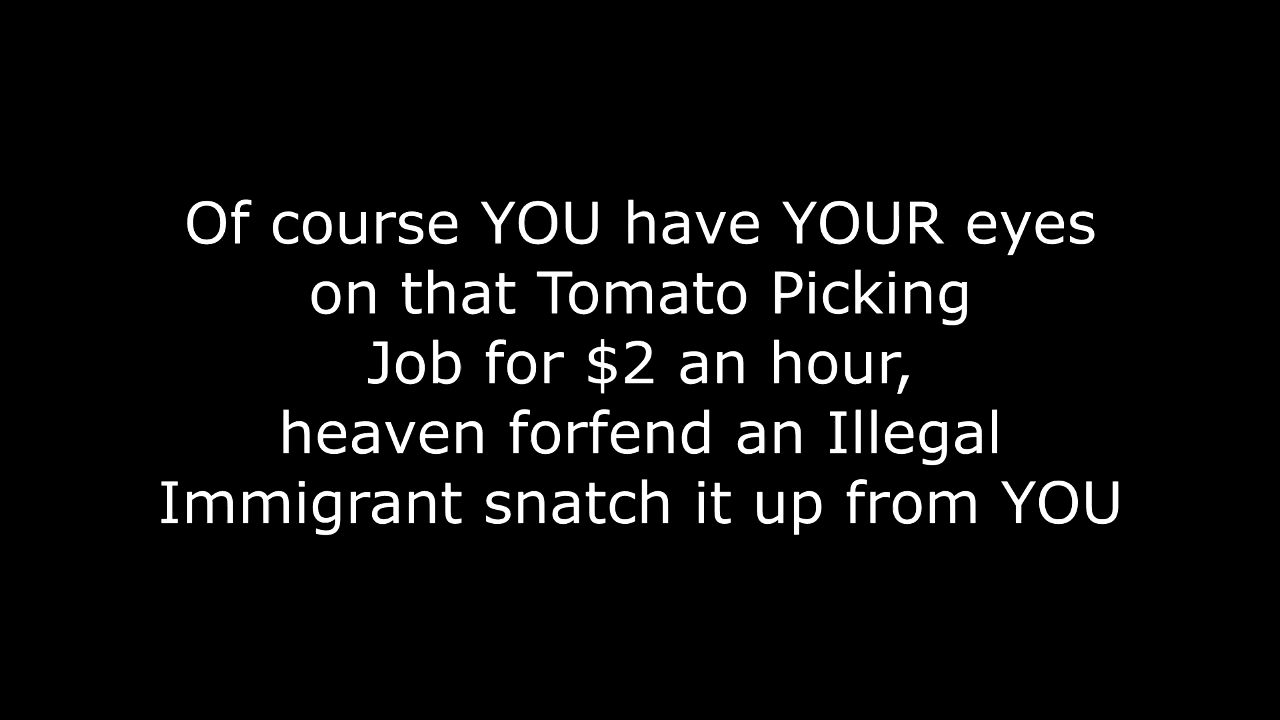 Of course YOU have YOUR eyes
on that Tomato Picking
Job for $2 an hour,
heaven forfend an Illegal
Immigrant snatch it up from YOU